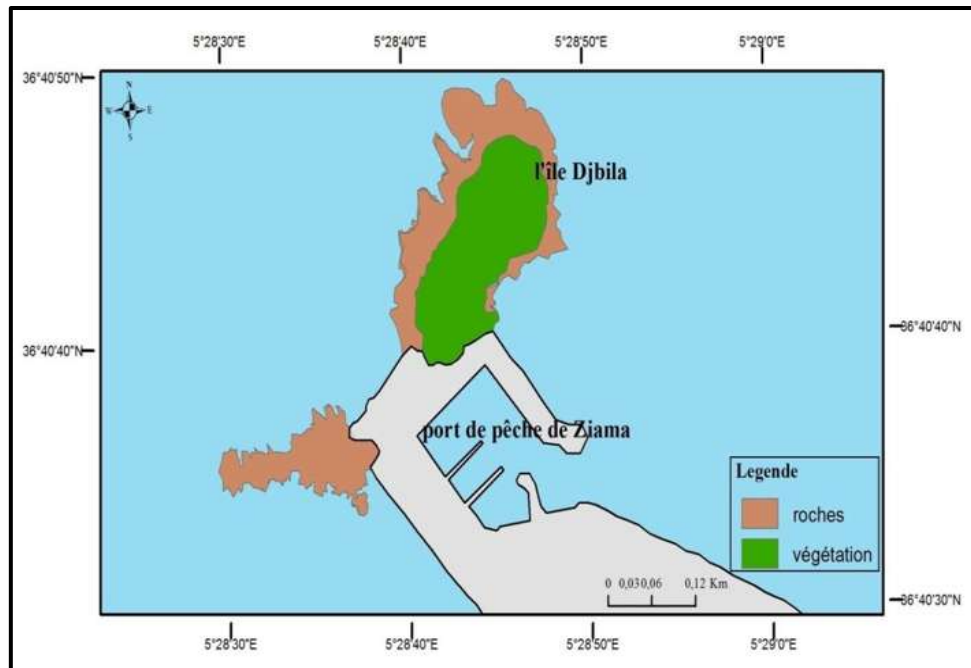 5°28'30"E 5°28'40"E 5°28'50"E 5°29'0"E
36°40'50"N
N
W E
S
l'île Djbila
36°40'40"N
36°40'40"N
port de pêche de Ziama
Legende
roches
végétation
0 0,030,06 0,12 Km
36°40'30"N
5°28'30"E 5°28'40"E 5°28'50"E 5°29'0"E